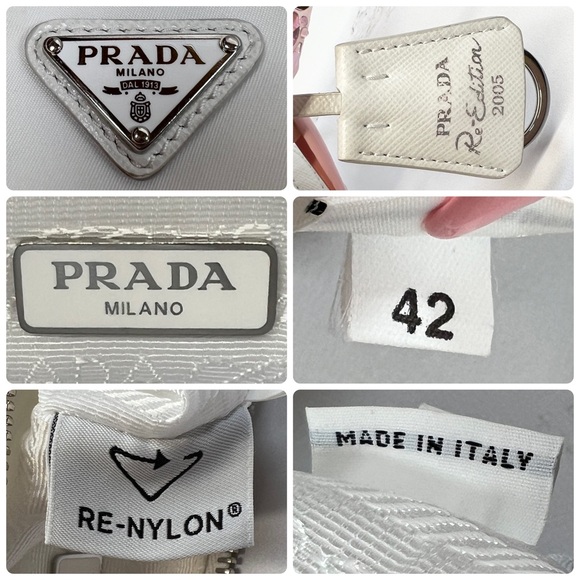 PRADA
MILANO
DAL 1913
PRADA
Re-Edition
2005
PRADA
MILANO
42
RE-NYLON®
MADE IN ITALY